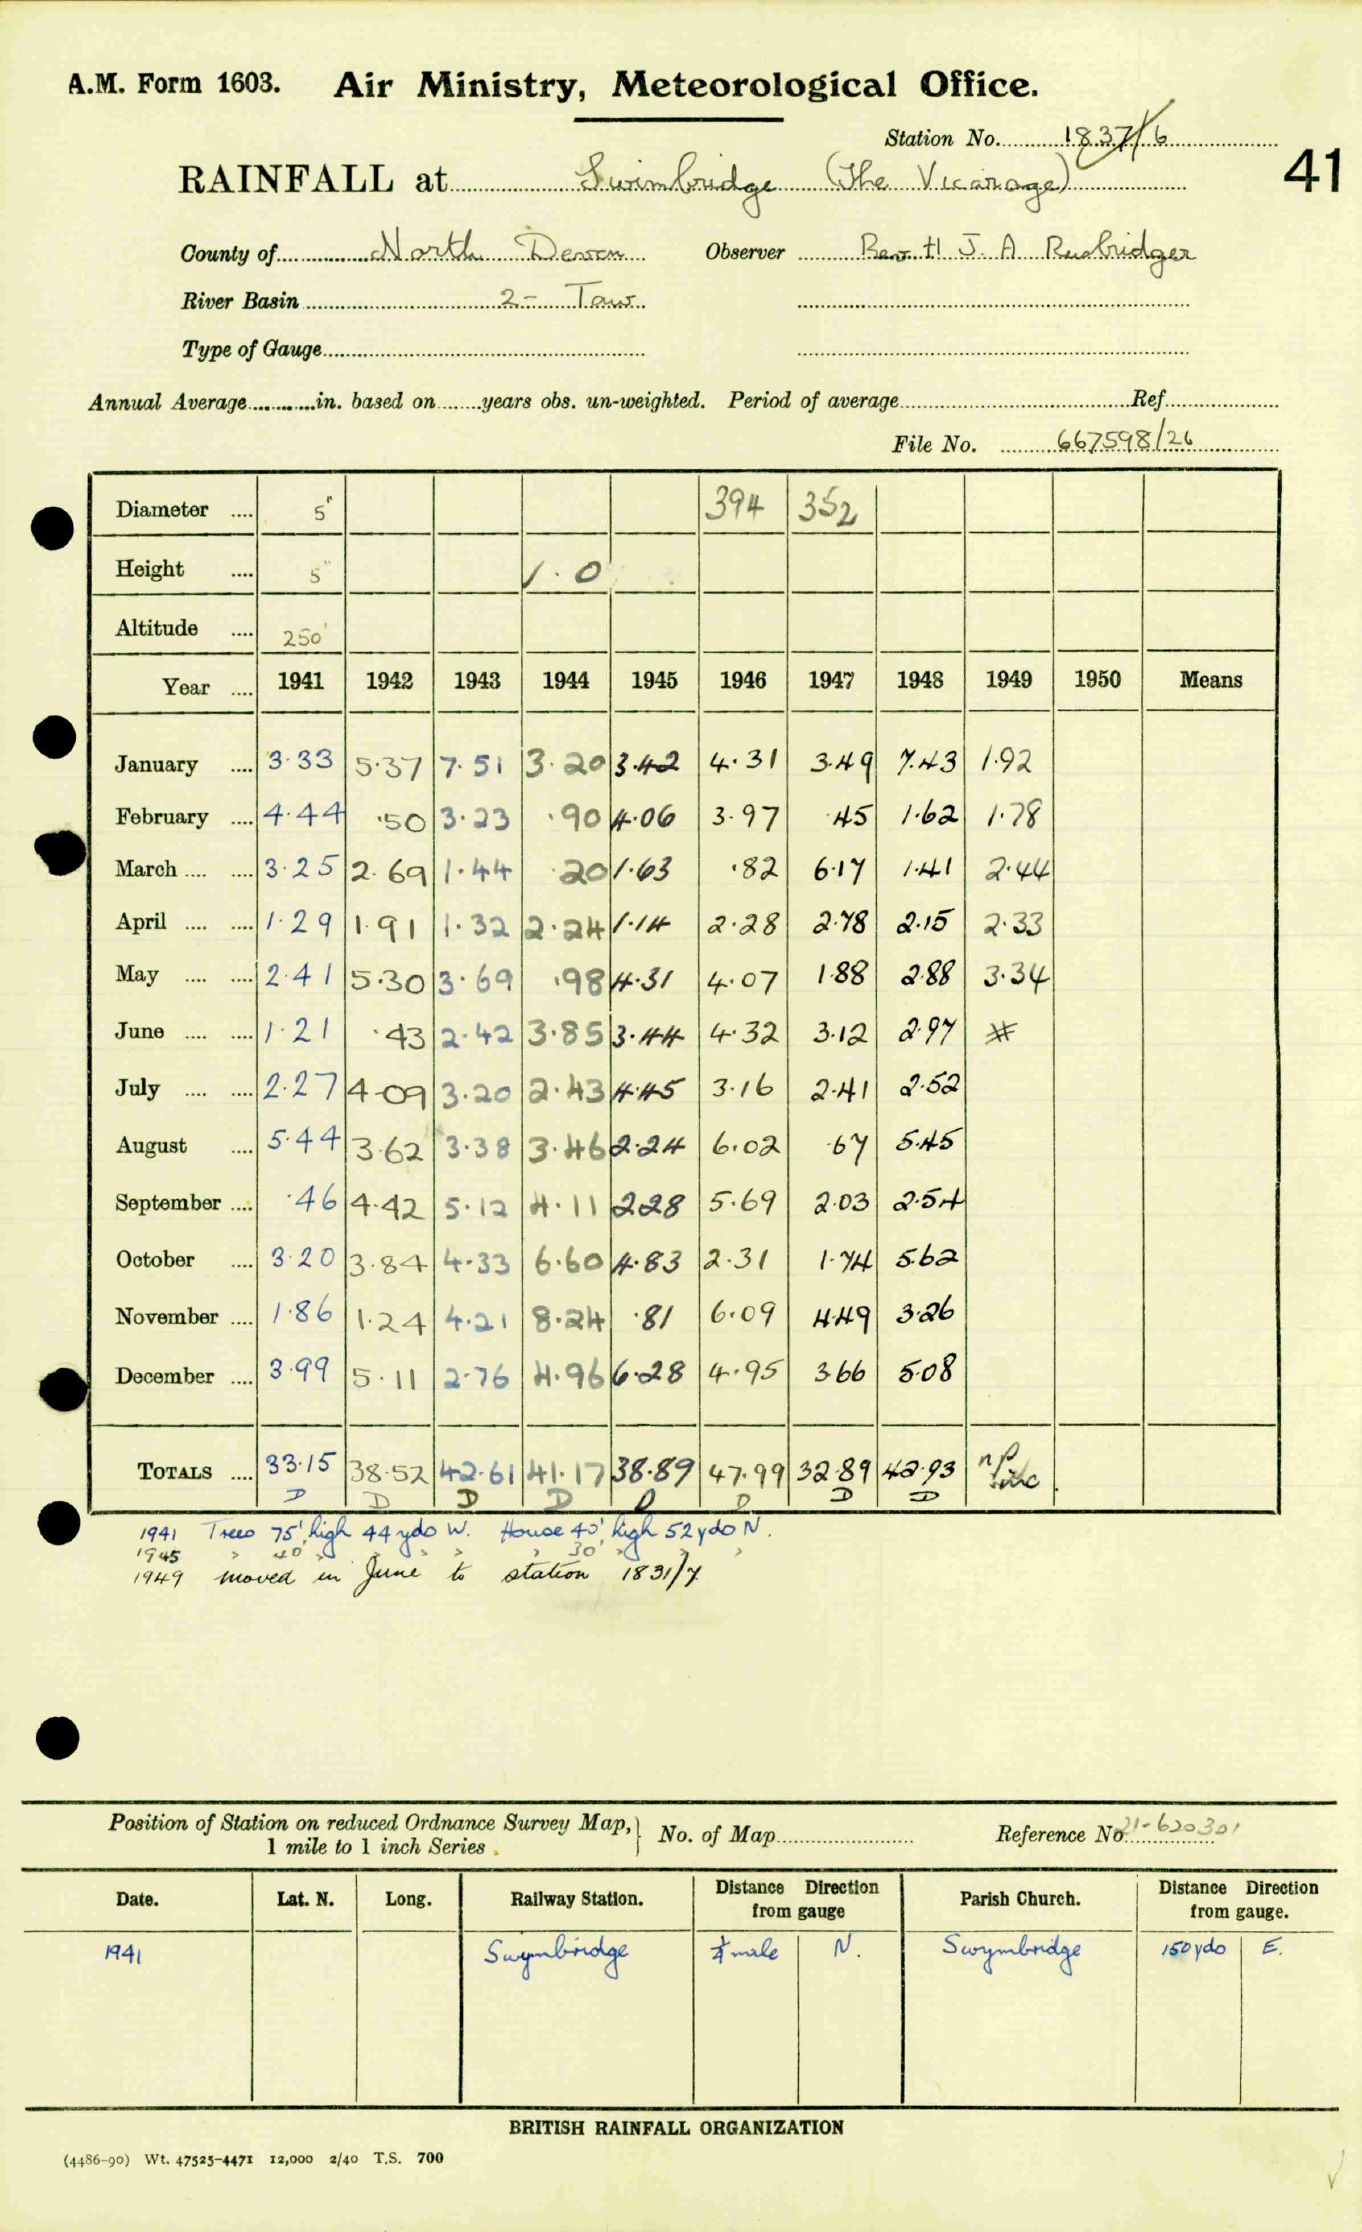 A.M. Form 1603. Air Ministry, Meteorological Office.
Station No. 1837/6
41
RAINFALL at Swimbridge (The Vicarage)
County of North Devon Observer Rev H J. A Rusbridger
River Basin 2- Taw
Type of Gauge
Annual Average in. based on years obs. un-weighted. Period of average Ref
File No. 667598/26
Diameter 5" 394 352
Height 5" 1.0
Altitude 250'
Year 1941 1942 1943 1944 1945 1946 1947 1948 1949 1950 Means
January 3.33 5.37 7.51 3.20 3.42 4.31 3.49 7.43 1.92
February 4.44 .50 3.23 .90 4.06 3.97 .45 1.62 1.78
March 3.25 2.69 1.44 .20 1.63 .82 6.17 1.41 2.44
April 1.29 1.91 1.32 2.24 1.14 2.28 2.78 2.15 2.33
May 2.41 5.30 3.69 .98 4.31 4.07 1.88 2.88 3.34
June 1.21 .43 2.42 3.85 3.44 4.32 3.12 2.97 *
July 2.27 4.09 3.20 2.43 4.45 3.16 2.41 2.52
August 5.44 3.62 3.38 3.46 2.24 6.02 .67 5.45
September .46 4.42 5.12 4.11 2.28 5.69 2.03 2.54
October 3.20 3.84 4.33 6.60 4.83 2.31 1.74 5.62
November 1.86 1.24 4.21 8.24 .81 6.09 4.49 3.26
December 3.99 5.11 2.76 4.96 6.28 4.95 3.66 5.08
TOTALS 33.15 38.52 42.61 41.17 38.89 47.99 32.89 42.93
D D D D D D D D
1941 Trees 75' high 44 yds W. House 40' high 52 yds N.
1945 " 40' " " " " 30' " " "
1949 moved in June to station 1831/7
Position of Station on reduced Ordnance Survey Map, 1 mile to 1 inch Series. No. of Map Reference No 21-620301
Date. Lat. N. Long. Railway Station. Distance Direction from gauge Parish Church. Distance Direction from gauge.
1941 Swymbridge ¼ mile N. Swymbridge 150 yds E.
BRITISH RAINFALL ORGANIZATION
(4486-90) Wt. 47525-4471 12,000 2/40 T.S. 700